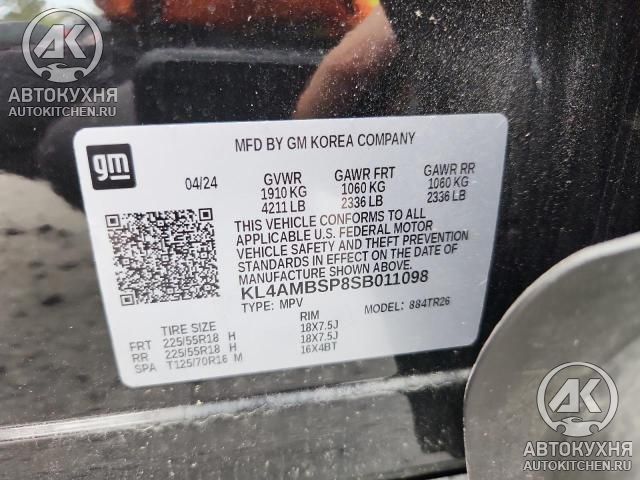 AK
АВТОКУХНЯ
AUTOKITCHEN.RU
MFD BY GM KOREA COMPANY
gm
04/24
GVWR GAWR FRT GAWR RR
1910 KG 1060 KG 1060 KG
4211 LB 2336 LB 2336 LB
THIS VEHICLE CONFORMS TO ALL
APPLICABLE U.S. FEDERAL MOTOR
VEHICLE SAFETY AND THEFT PREVENTION
STANDARDS IN EFFECT ON THE DATE OF
MANUFACTURE SHOWN ABOVE.
KL4AMBSP8SB011098
TYPE: MPV MODEL: 884TR26
TIRE SIZE RIM
FRT 225/55R18 H 18X7.5J
RR 225/55R18 H 18X7.5J
SPA T125/70R16 M 16X4BT
AK
АВТОКУХНЯ
AUTOKITCHEN.RU